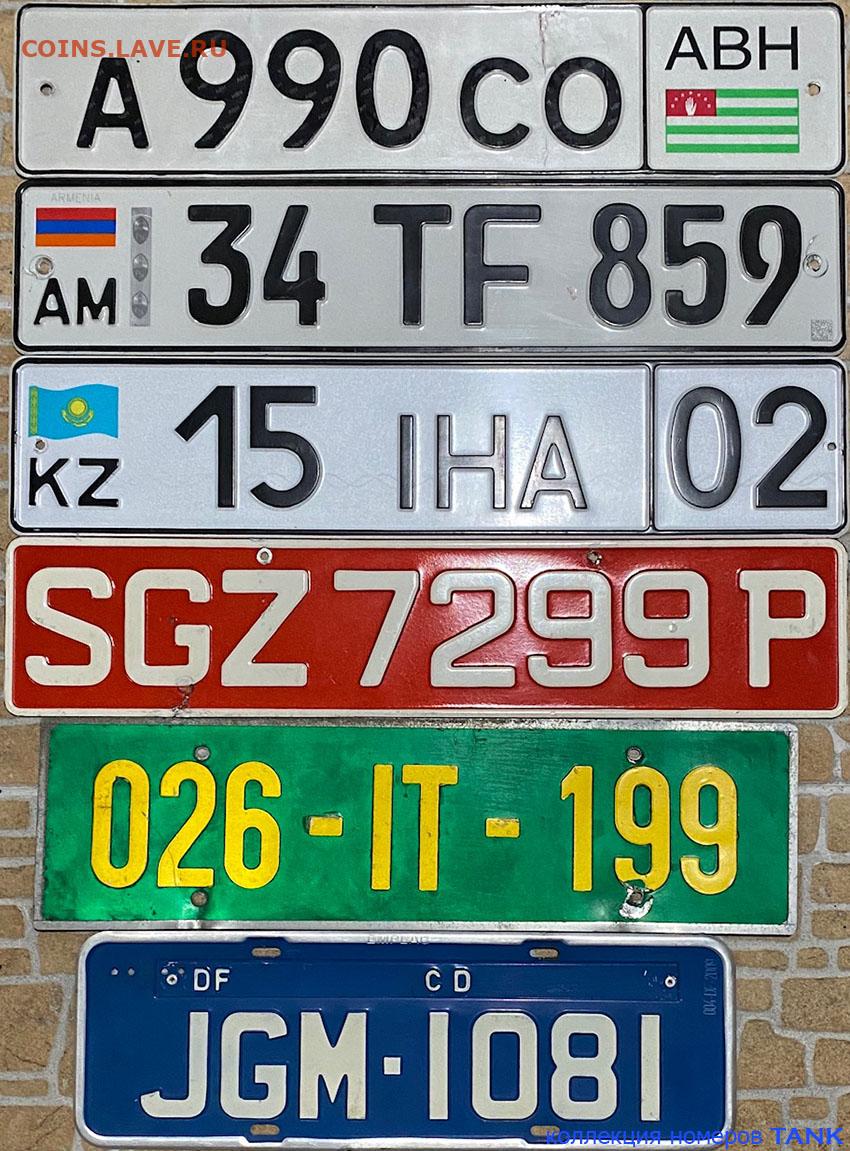 COINS.LAVE.RU
A 990 CO ABH
ARMENIA
AM 34 TF 859
KZ 15 IHA 02
SGZ 7299 P
026-IT-199
DF CD
JGM·1081
коллекция номеров TANK